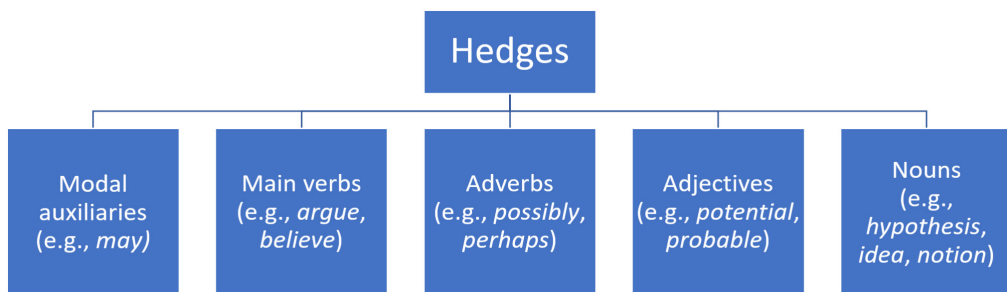 Hedges
Modal
auxiliaries
(e.g., may)
Main verbs
(e.g., argue,
believe)
Adverbs
(e.g., possibly,
perhaps)
Adjectives
(e.g., potential,
probable)
Nouns
(e.g.,
hypothesis,
idea, notion)